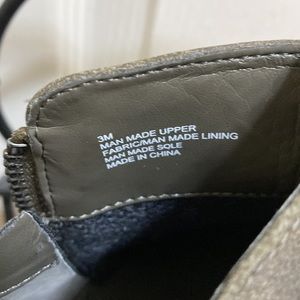 3M
MAN MADE UPPER
FABRIC/MAN MADE LINING
MAN MADE SOLE
MADE IN CHINA